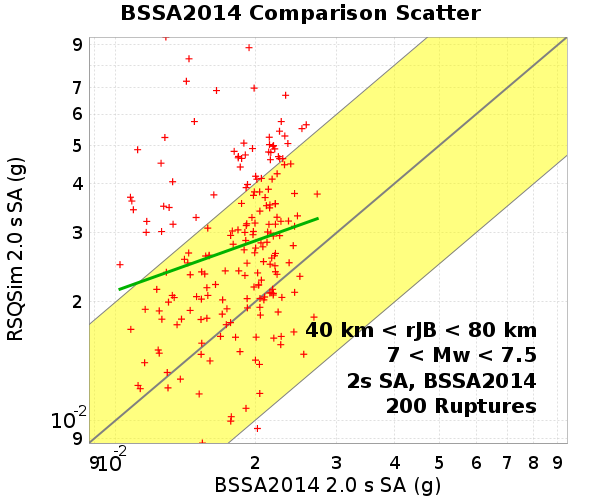 BSSA2014 Comparison Scatter
RSQSim 2.0 s SA (g)
9
8
7
6
5
4
3
2
10⁻²
9
40 km < rJB < 80 km
7 < Mw < 7.5
2s SA, BSSA2014
200 Ruptures
9 10⁻² 2 3 4 5 6 7 8 9
BSSA2014 2.0 s SA (g)